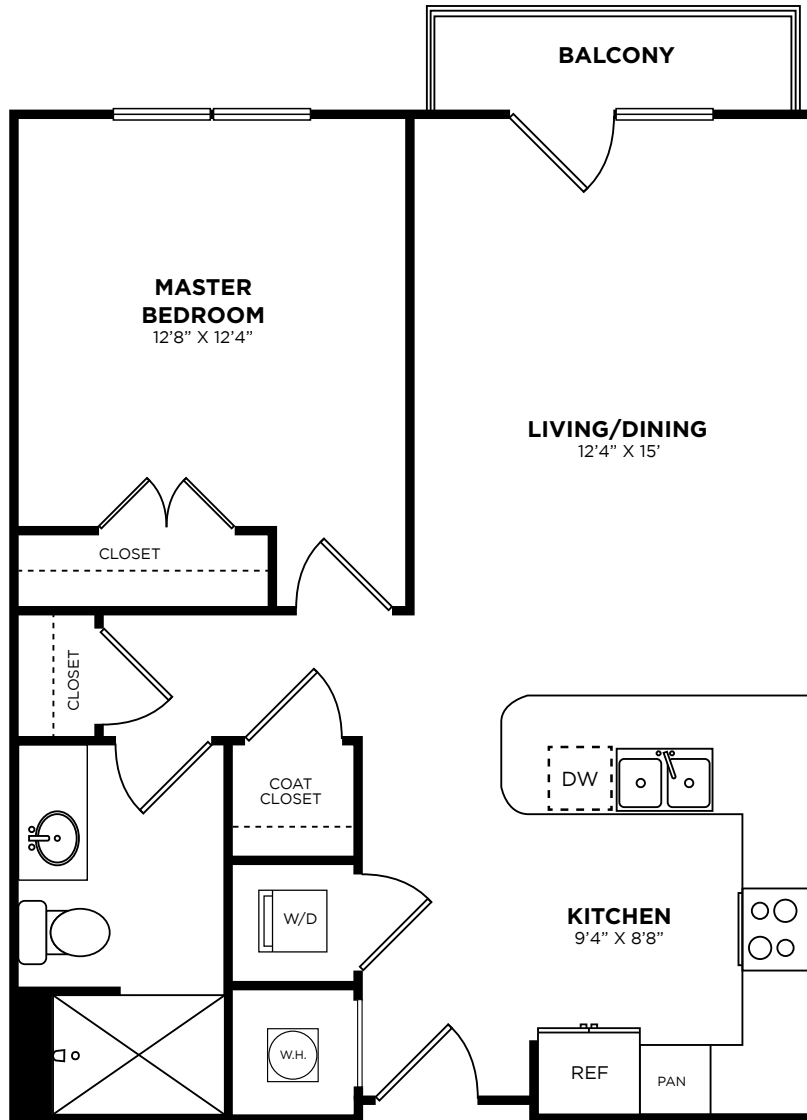 BALCONY
MASTER
BEDROOM
12’8” X 12’4”
LIVING/DINING
12’4” X 15’
CLOSET
CLOSET
COAT
CLOSET
DW
W/D
KITCHEN
9’4” X 8’8”
W.H.
REF
PAN